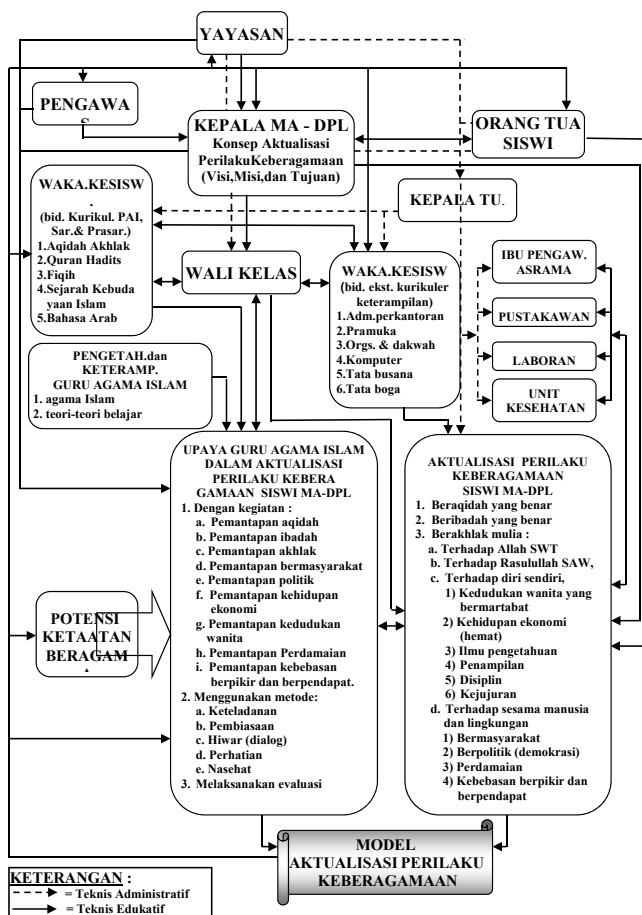 YAYASAN
PENGAWA
S
KEPALA MA - DPL
Konsep Aktualisasi
PerilakuKeberagamaan
(Visi,Misi,dan Tujuan)
ORANG TUA
SISWI
WAKA.KESISW
.
(bid. Kurikul. PAI,
Sar.& Prasar.)
1.Aqidah Akhlak
2.Quran Hadits
3.Fiqih
4.Sejarah Kebuda
yaan Islam
5.Bahasa Arab
KEPALA TU.
WALI KELAS
WAKA.KESISW
(bid. ekst. kurikuler
keterampilan)
1.Adm.perkantoran
2.Pramuka
3.Orgs. & dakwah
4.Komputer
5.Tata busana
6.Tata boga
IBU PENGAW.
ASRAMA
PUSTAKAWAN
LABORAN
UNIT
KESEHATAN
PENGETAH.dan
KETERAMP.
GURU AGAMA ISLAM
1. agama Islam
2. teori-teori belajar
UPAYA GURU AGAMA ISLAM
DALAM AKTUALISASI
PERILAKU KEBERA
GAMAAN SISWI MA-DPL
1. Dengan kegiatan :
a. Pemantapan aqidah
b. Pemantapan ibadah
c. Pemantapan akhlak
d. Pemantapan bermasyarakat
e. Pemantapan politik
f. Pemantapan kehidupan
ekonomi
g. Pemantapan kedudukan
wanita
h. Pemantapan Perdamaian
i. Pemantapan kebebasan
berpikir dan berpendapat.
2. Menggunakan metode:
a. Keteladanan
b. Pembiasaan
c. Hiwar (dialog)
d. Perhatian
e. Nasehat
3. Melaksanakan evaluasi
AKTUALISASI PERILAKU
KEBERAGAMAAN
SISWI MA-DPL
1. Beraqidah yang benar
2. Beribadah yang benar
3. Berakhlak mulia :
a. Terhadap Allah SWT
b. Terhadap Rasulullah SAW,
c. Terhadap diri sendiri,
1) Kedudukan wanita yang
bermartabat
2) Kehidupan ekonomi
(hemat)
3) Ilmu pengetahuan
4) Penampilan
5) Disiplin
6) Kejujuran
d. Terhadap sesama manusia
dan lingkungan
1) Bermasyarakat
2) Berpolitik (demokrasi)
3) Perdamaian
4) Kebebasan berpikir dan
berpendapat
POTENSI
KETAATAN
BERAGAM
MODEL
AKTUALISASI PERILAKU
KEBERAGAMAAN
KETERANGAN :
= Teknis Administratif
= Teknis Edukatif